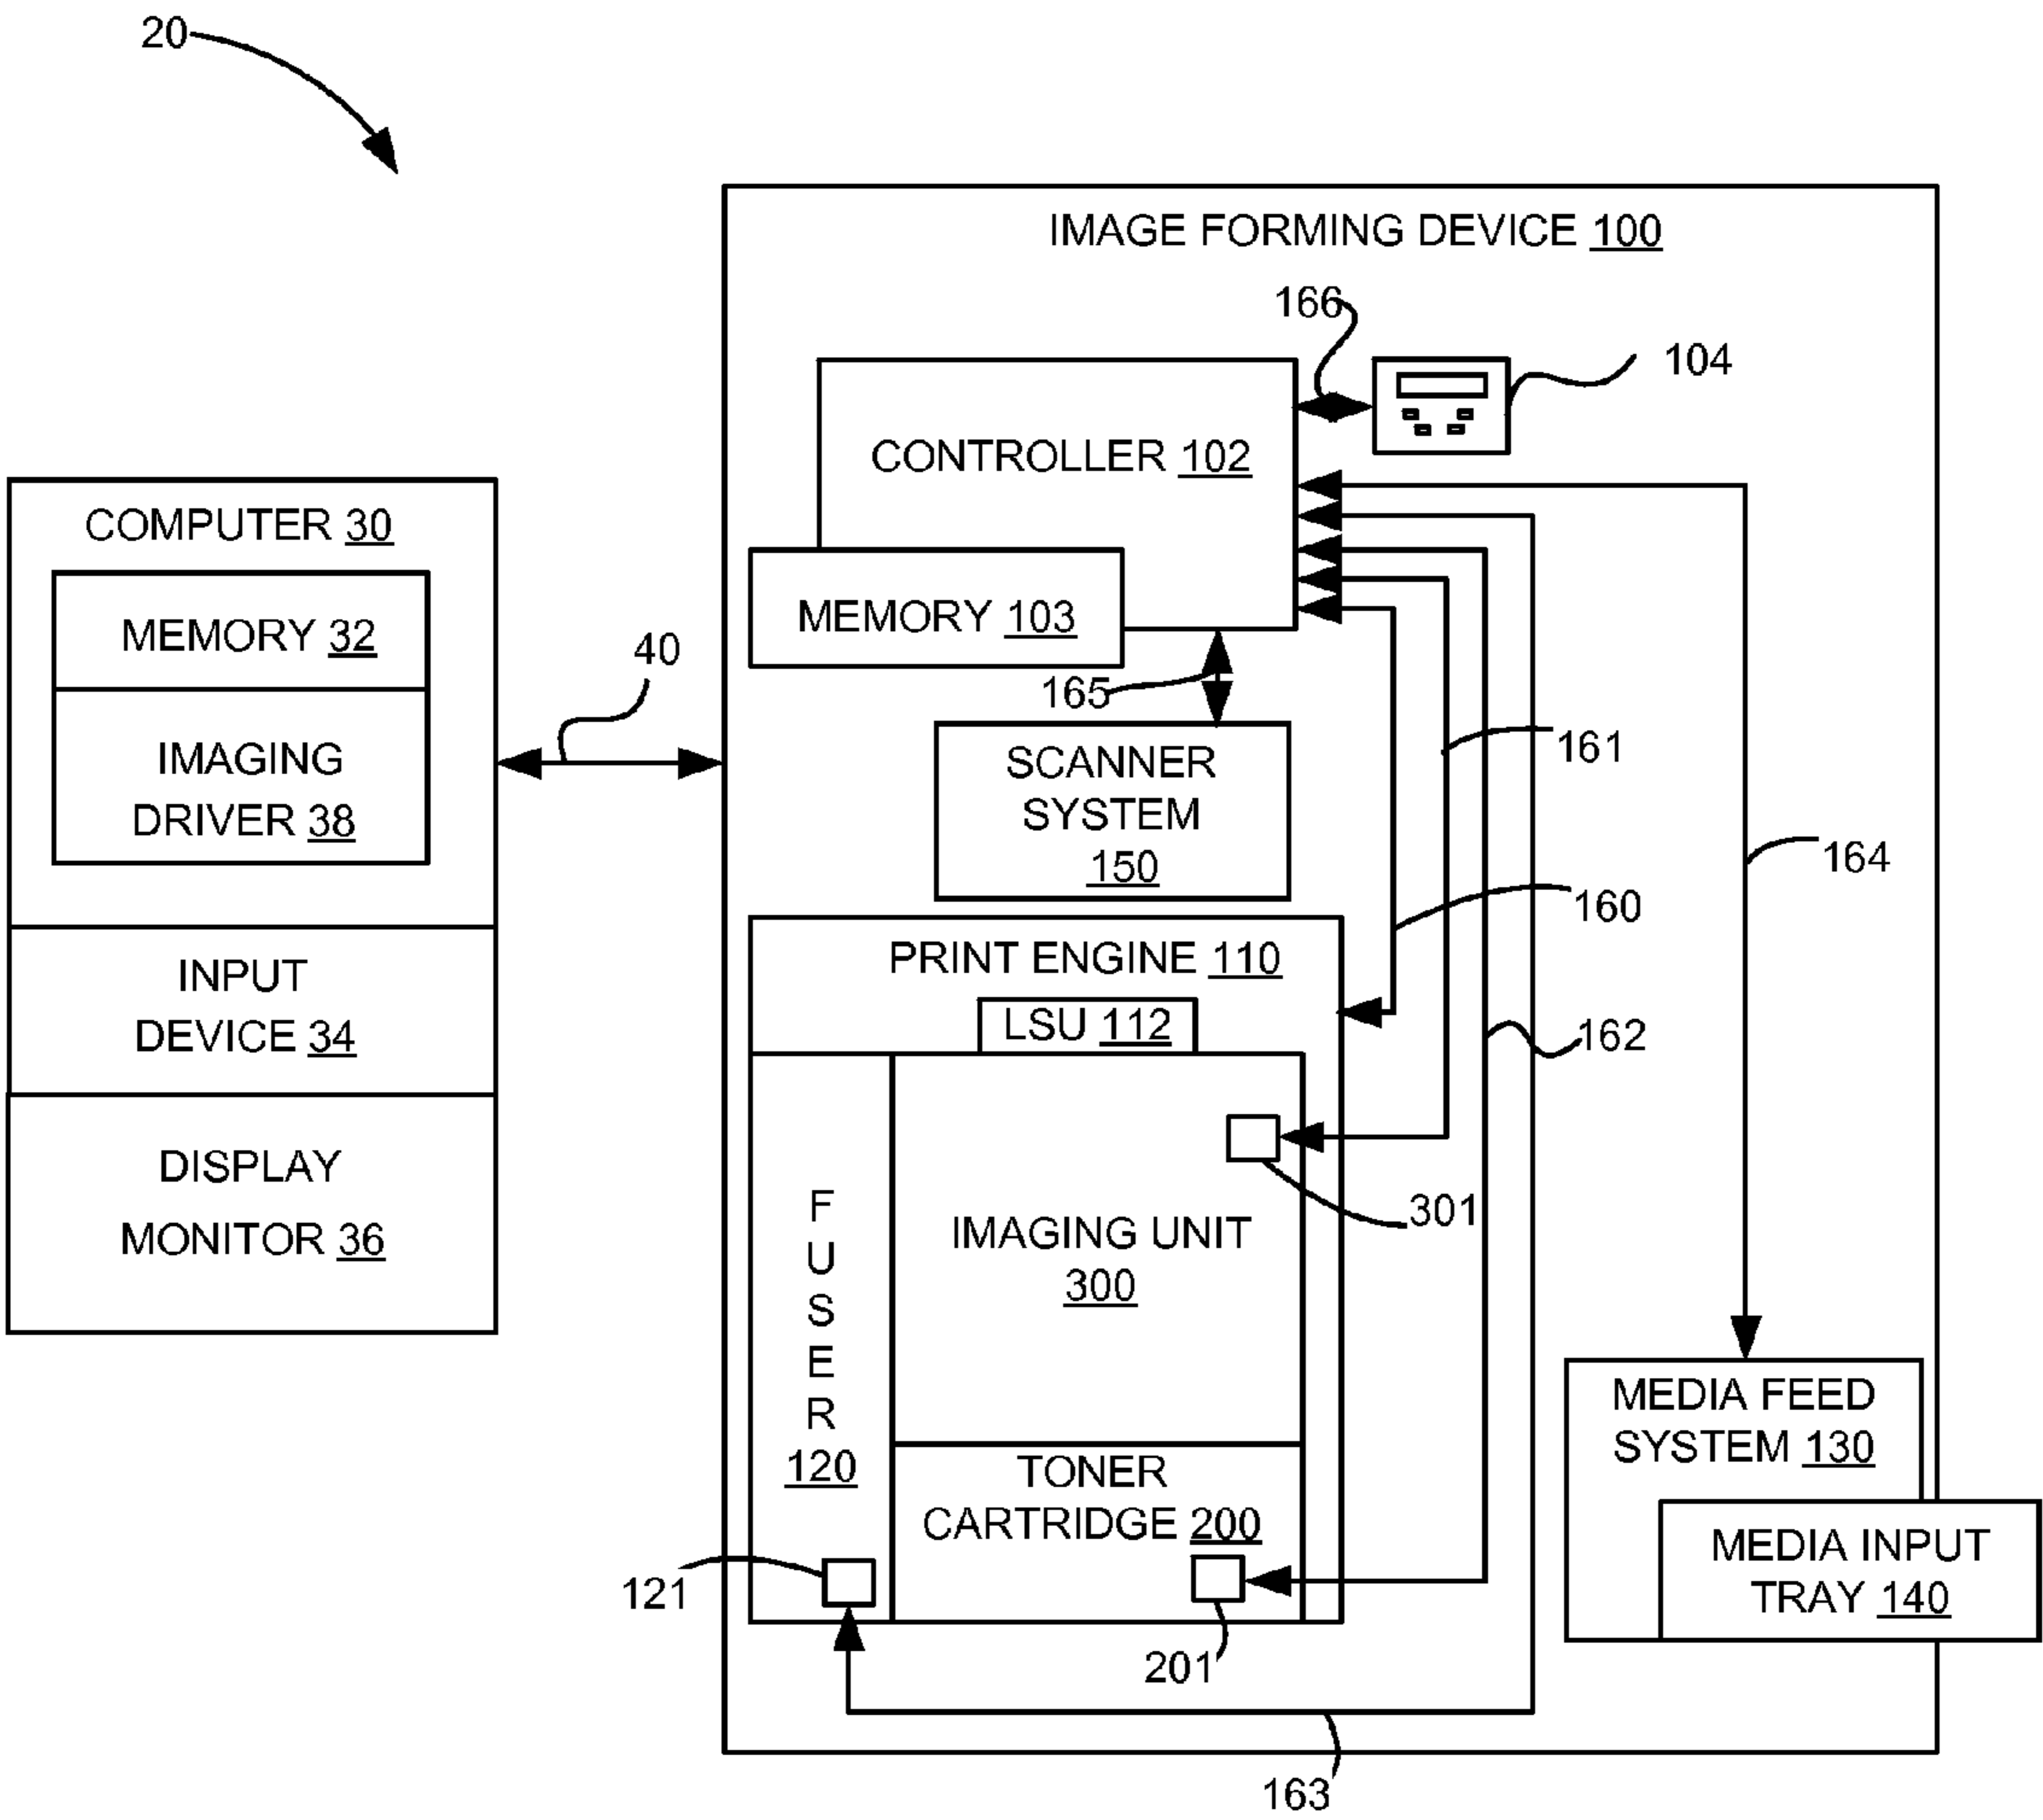 20
IMAGE FORMING DEVICE 100
166
104
CONTROLLER 102
MEMORY 103
165
COMPUTER 30
MEMORY 32
IMAGING
DRIVER 38
INPUT
DEVICE 34
DISPLAY
MONITOR 36
40
SCANNER
SYSTEM
150
161
164
160
PRINT ENGINE 110
LSU 112
162
301
FUSER
120
IMAGING UNIT
300
TONER
CARTRIDGE 200
121
201
MEDIA FEED
SYSTEM 130
MEDIA INPUT
TRAY 140
163